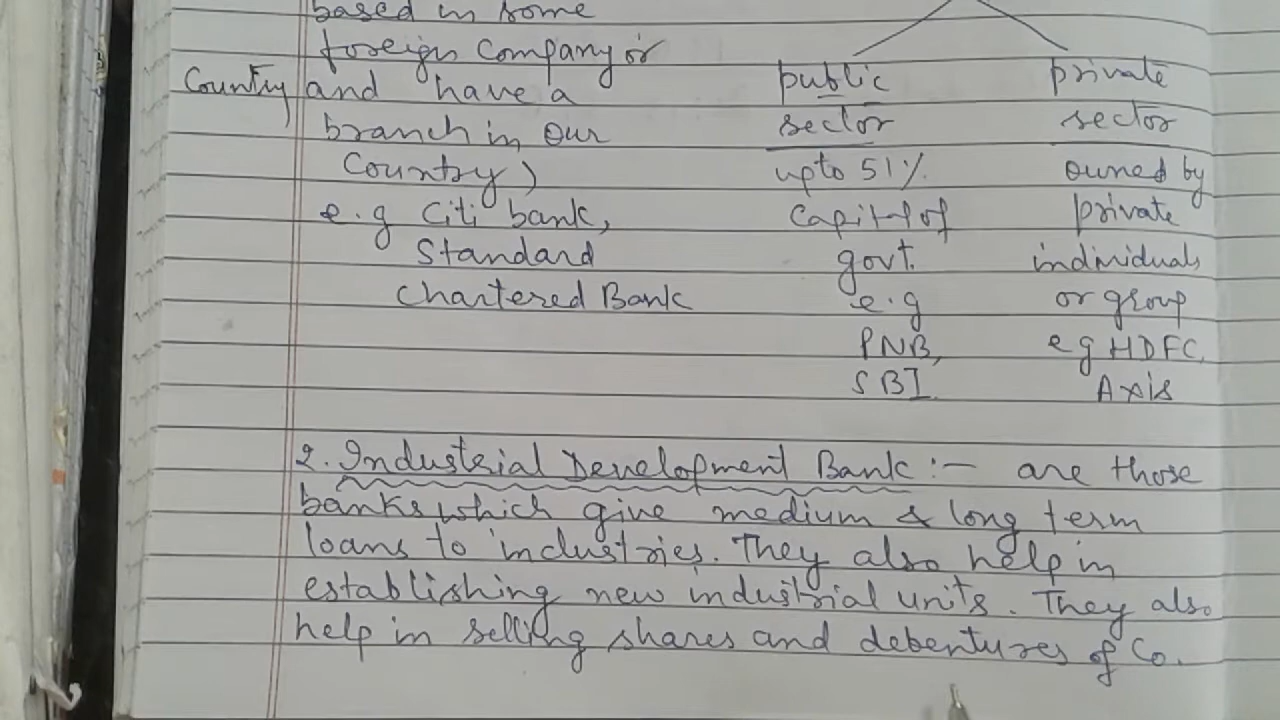 based in some
foreign Company or
Country and have a
branch in our
Country)
e.g Citi bank,
Standard
Chartered Bank
public
sector
upto 51%
Capital of
govt.
e.g
PNB,
SBI
private
sector
owned by
private
individuals
or group
eg HDFC,
Axis
2. Industrial Development Bank :- are those
banks which give medium & long term
loans to industries. They also help in
establishing new industrial units. They also
help in selling shares and debentures of Co.